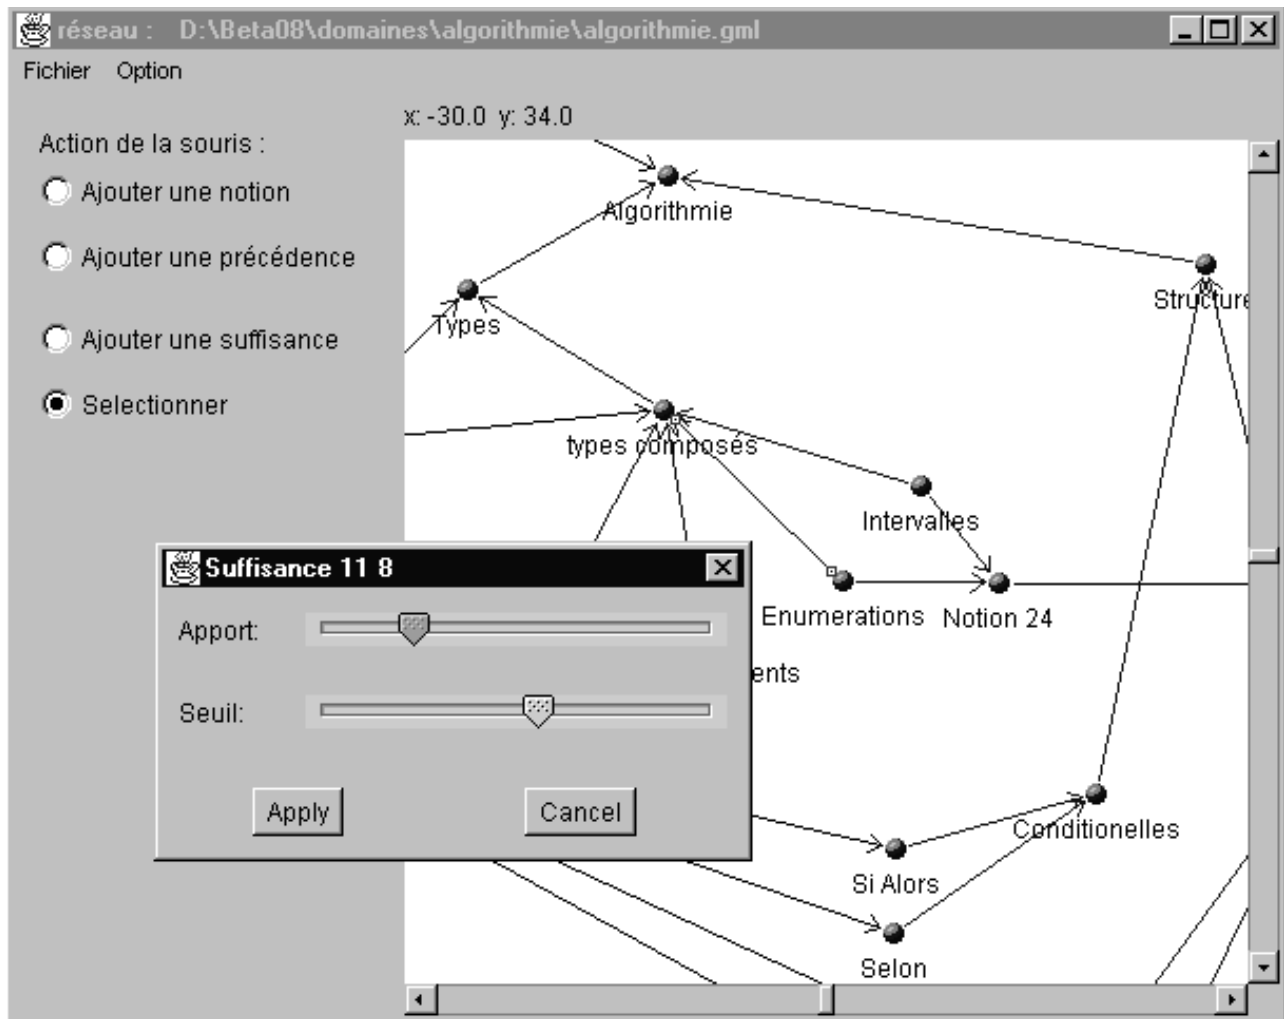 réseau : D:\Beta08\domaines\algorithmie\algorithmie.gml
Fichier Option
x: -30.0 y: 34.0
Action de la souris :
Ajouter une notion
Ajouter une précédence
Ajouter une suffisance
Selectionner
Algorithmie
Structure
Types
types composés
Intervalles
Enumerations
Notion 24
ents
Suffisance 11 8
Apport:
Seuil:
Apply Cancel
Conditionelles
Si Alors
Selon